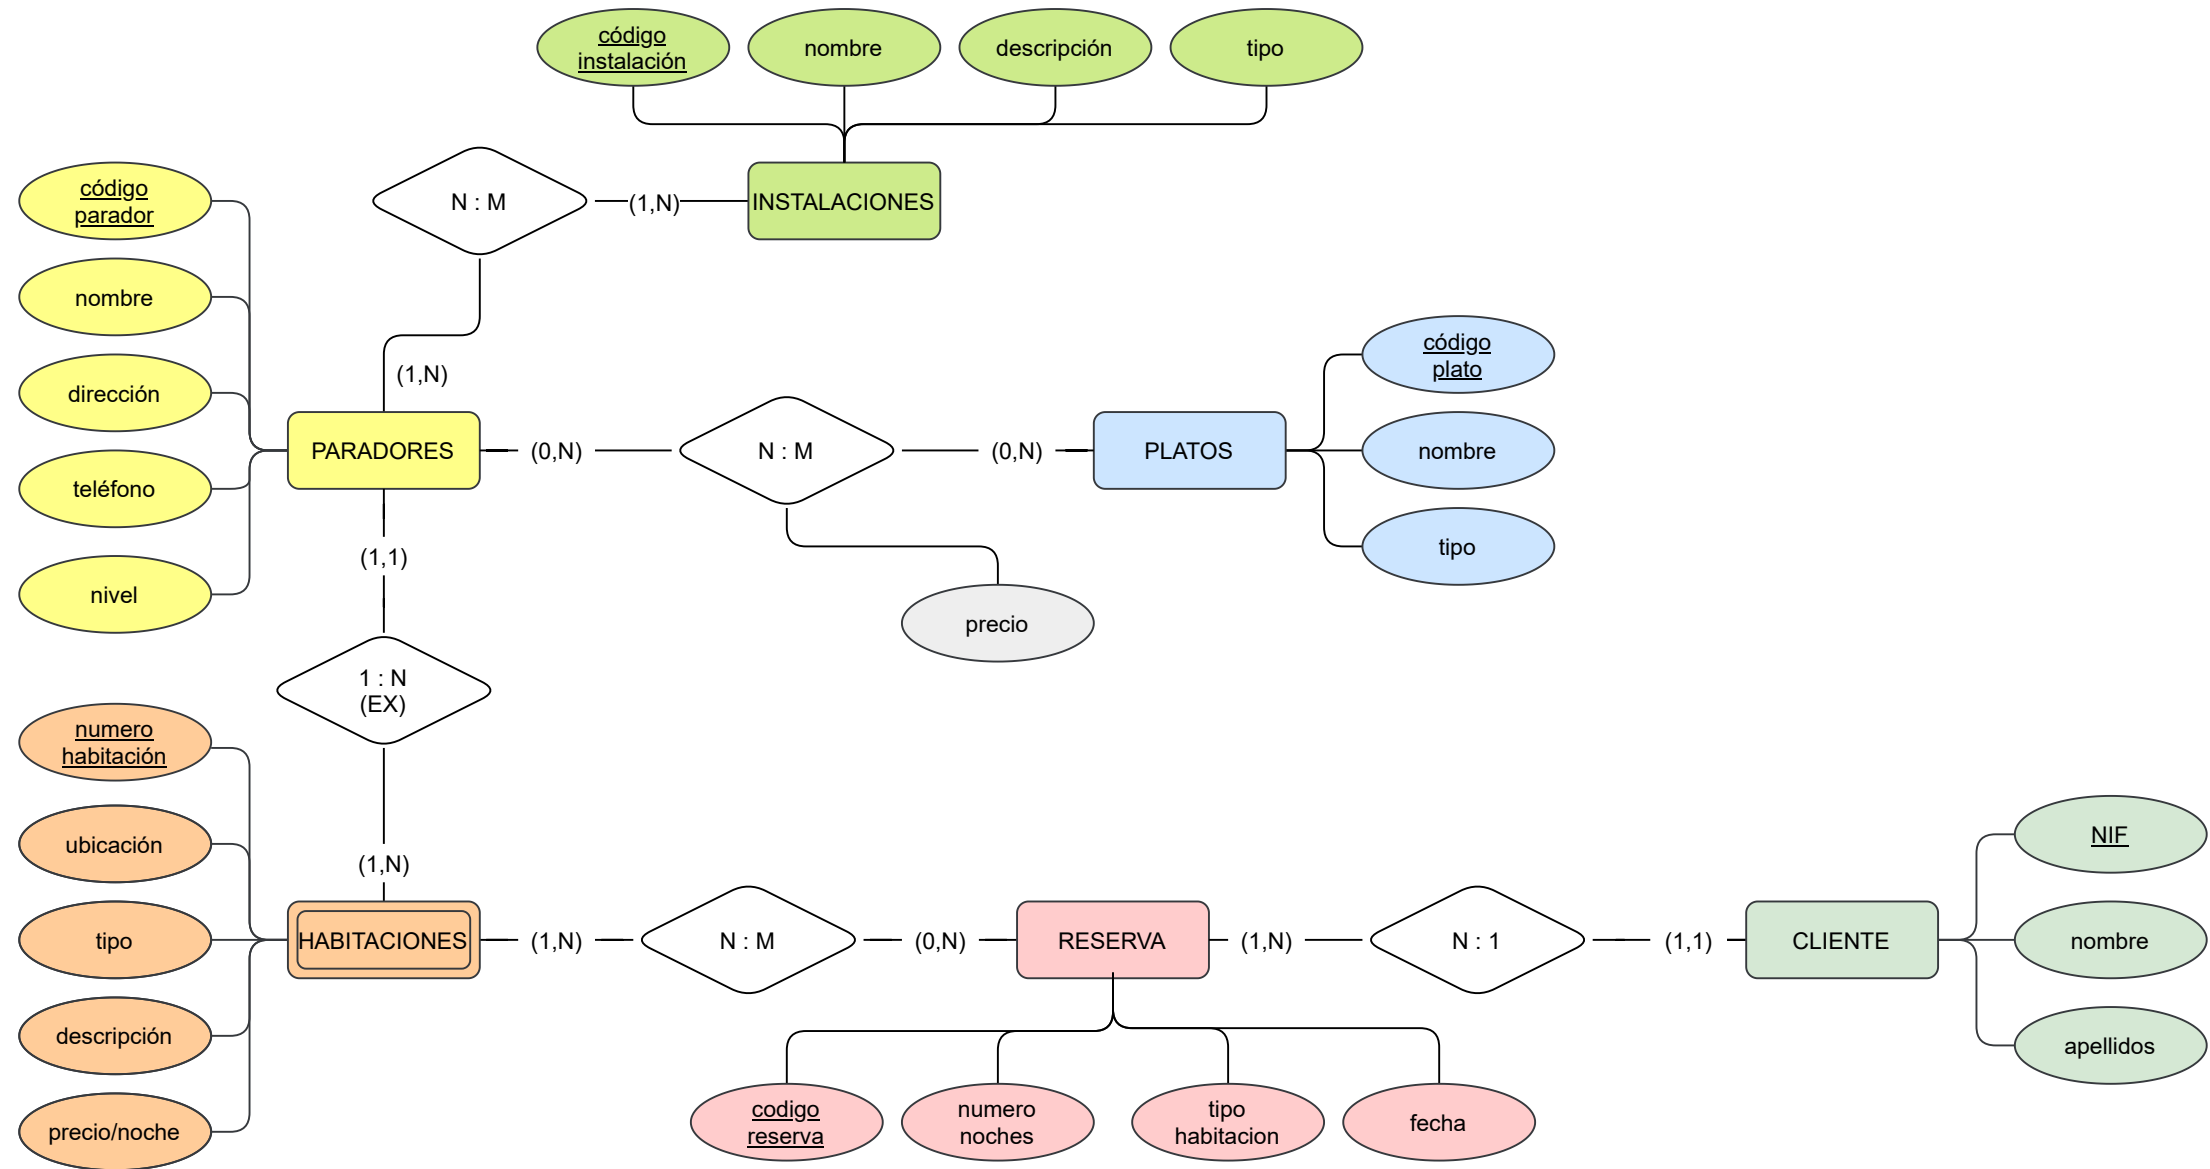 código
instalación
nombre
descripción
tipo
código
parador
N : M
(1,N)
INSTALACIONES
nombre
código
plato
(1,N)
dirección
PARADORES
(0,N)
N : M
(0,N)
PLATOS
nombre
teléfono
(1,1)
tipo
nivel
precio
1 : N
(EX)
numero
habitación
ubicación
(1,N)
NIF
tipo
HABITACIONES
(1,N)
N : M
(0,N)
RESERVA
(1,N)
N : 1
(1,1)
CLIENTE
nombre
descripción
apellidos
precio/noche
codigo
reserva
numero
noches
tipo
habitacion
fecha